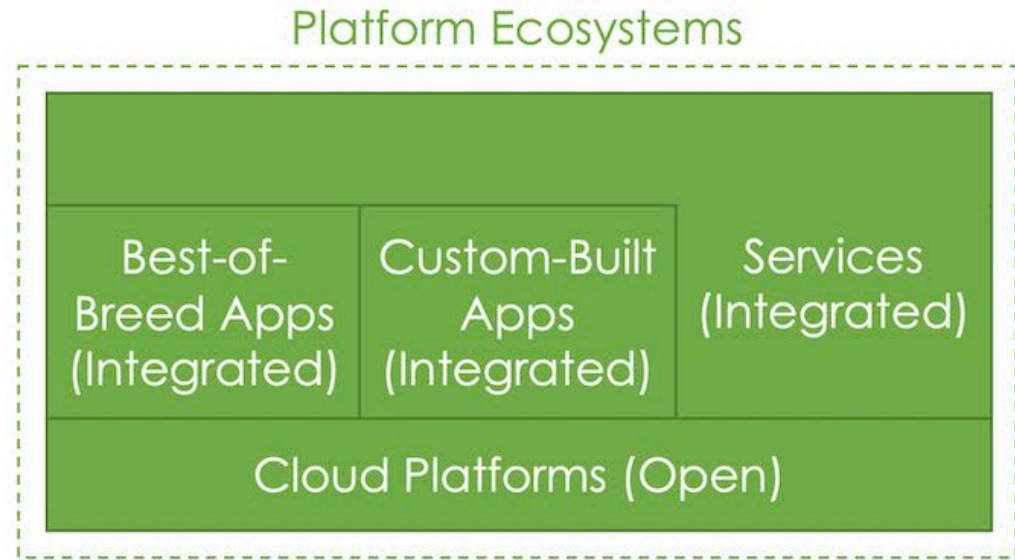 Platform Ecosystems
Best-of-
Breed Apps
(Integrated)
Custom-Built
Apps
(Integrated)
Services
(Integrated)
Cloud Platforms (Open)